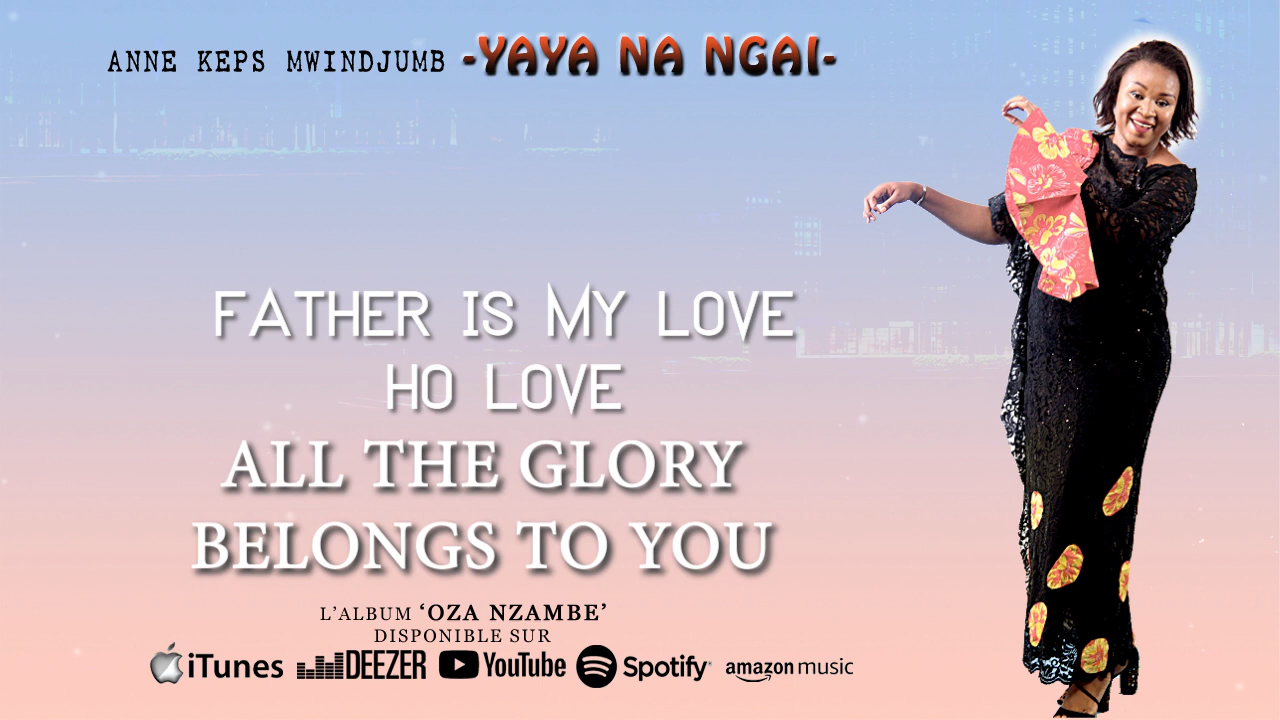 ANNE KEPS MWINDJUMB -YAYA NA NGAI-
FATHER IS MY LOVE
HO LOVE
ALL THE GLORY
BELONGS TO YOU
L'ALBUM 'OZA NZAMBE'
DISPONIBLE SUR
iTunes DEEZER YouTube Spotify amazon music